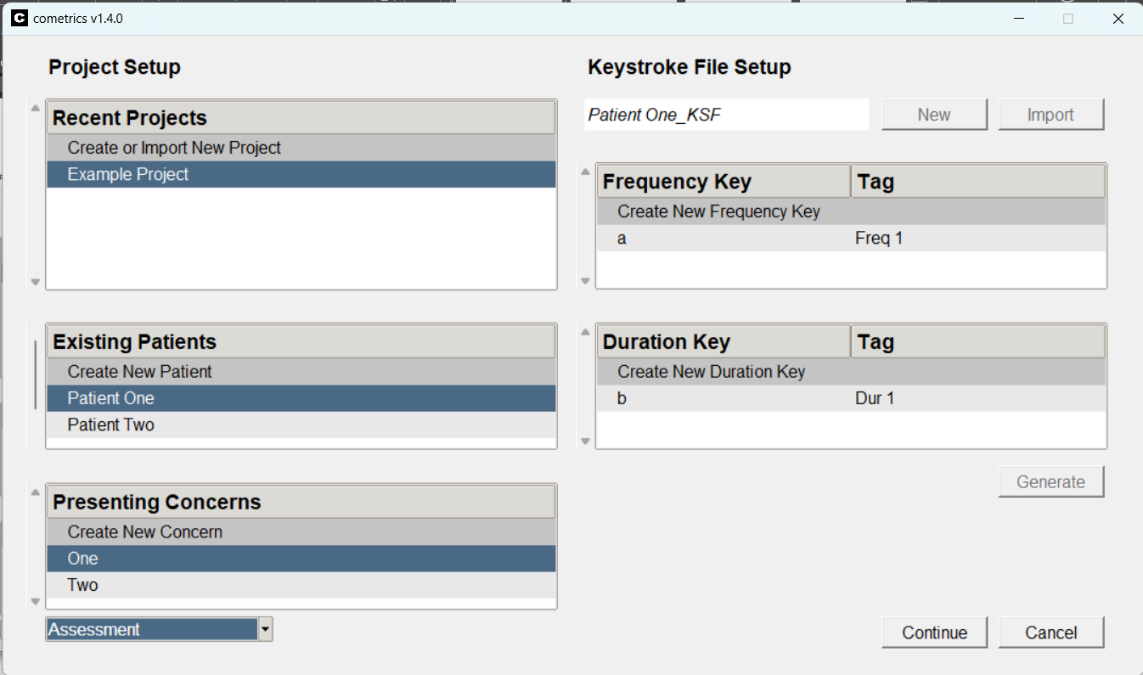 cometrics v1.4.0
Project Setup
Recent Projects
Create or Import New Project
Example Project
Existing Patients
Create New Patient
Patient One
Patient Two
Presenting Concerns
Create New Concern
One
Two
Assessment
Keystroke File Setup
Patient One_KSF New Import
Frequency Key Tag
Create New Frequency Key
a Freq 1
Duration Key Tag
Create New Duration Key
b Dur 1
Generate
Continue Cancel